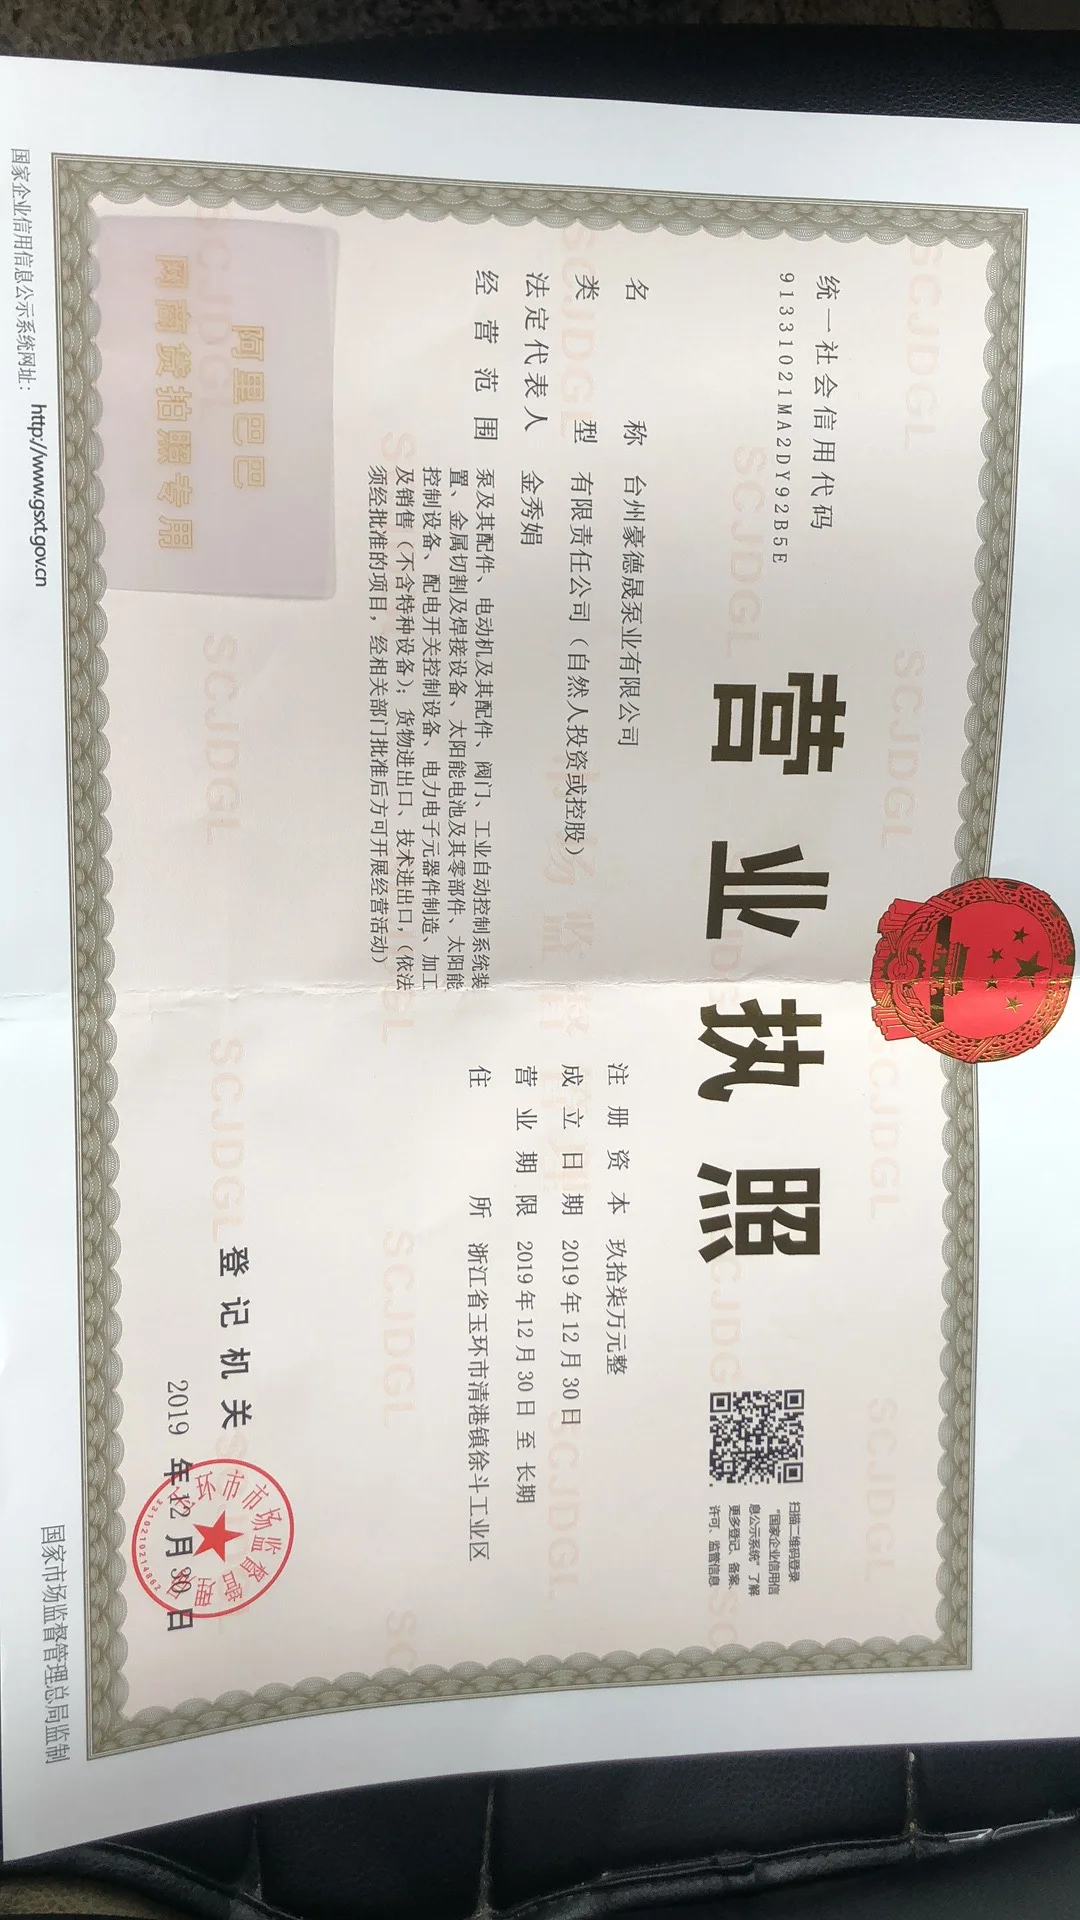 营业执照
统一社会信用代码
91331021MA2DY92B5E
扫描二维码登录
“国家企业信用信
息公示系统”了解
更多登记、备案、
许可、监管信息
名称 台州豪德晟泵业有限公司
类型 有限责任公司（自然人投资或控股）
法定代表人 金秀娟
经营范围 泵及其配件、电动机及其配件、阀门、工业自动控制系统装
置、金属切割及焊接设备、太阳能电池及其零部件、太阳能
控制设备、配电开关控制设备、电力电子元器件制造、加工
及销售（不含特种设备）；货物进出口、技术进出口，（依法
须经批准的项目，经相关部门批准后方可开展经营活动）
注册资本 玖拾柒万元整
成立日期 2019年12月30日
营业期限 2019年12月30日至长期
住所 浙江省玉环市清港镇徐斗工业区
阿里巴巴
网商贷拍照专用
登记机关
2019年12月30日
玉环市市场监督管理局
3310210214862
国家企业信用信息公示系统网址：http://www.gsxt.gov.cn
国家市场监督管理总局监制
SCJDGL